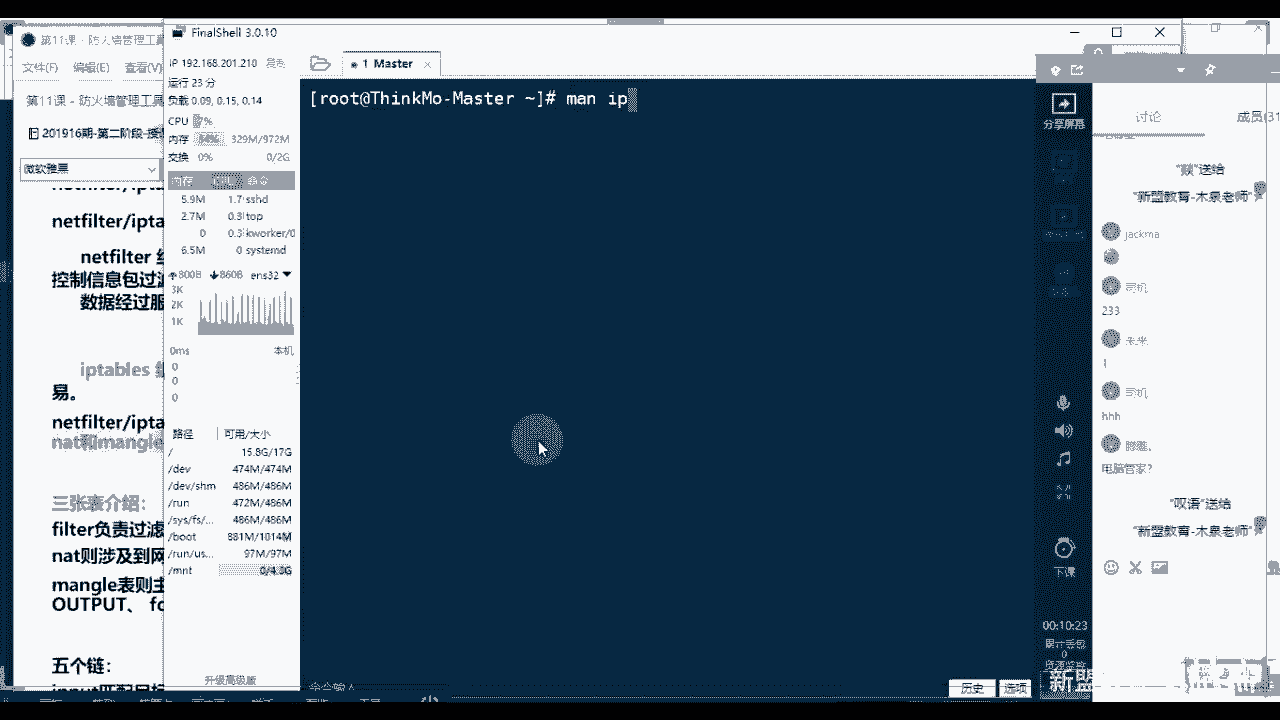 第11课 - 防火墙管理工具
文件(F) 编辑(E) 查看(V)
第11课 - 防火墙管理工具
201916期-第二阶段-授
微软雅黑
netfilter/ipta
netfilter
控制信息包过滤
数据经过服
iptables
易。
netfilter/ipta
nat和mangle
三张表介绍:
filter负责过滤
nat则涉及到网
mangle表则主
OUTPUT、 fo
五个链:
FinalShell 3.0.10
IP 192.168.201.210 复制
运行 23 分
负载 0.09, 0.15, 0.14
CPU 7%
内存 329M/972M
交换 0% 0/2G
内存 命令
5.9M 1.7 sshd
2.7M 0.3 top
0 0.3 kworker/0
6.5M 0 systemd
800B 860B ens32
3K
2K
1K
0ms 本机
0
0
0
路径 可用/大小
/ 15.8G/17G
/dev 474M/474M
/dev/shm 486M/486M
/run 472M/486M
/sys/fs/... 486M/486M
/boot 881M/1014M
/run/us... 97M/97M
/mnt 0/4.3G
升级高级版
1 Master
[root@ThinkMo-Master ~]# man ip
命令输入
历史 选项
分享屏幕
下课
00:10:23
讨论 成员(31
送给
"新盟教育-木泉老师"
jackma
司机
233
未来
1
司机
hhh
电脑管家?
"叹语"送给
"新盟教育-木泉老师"